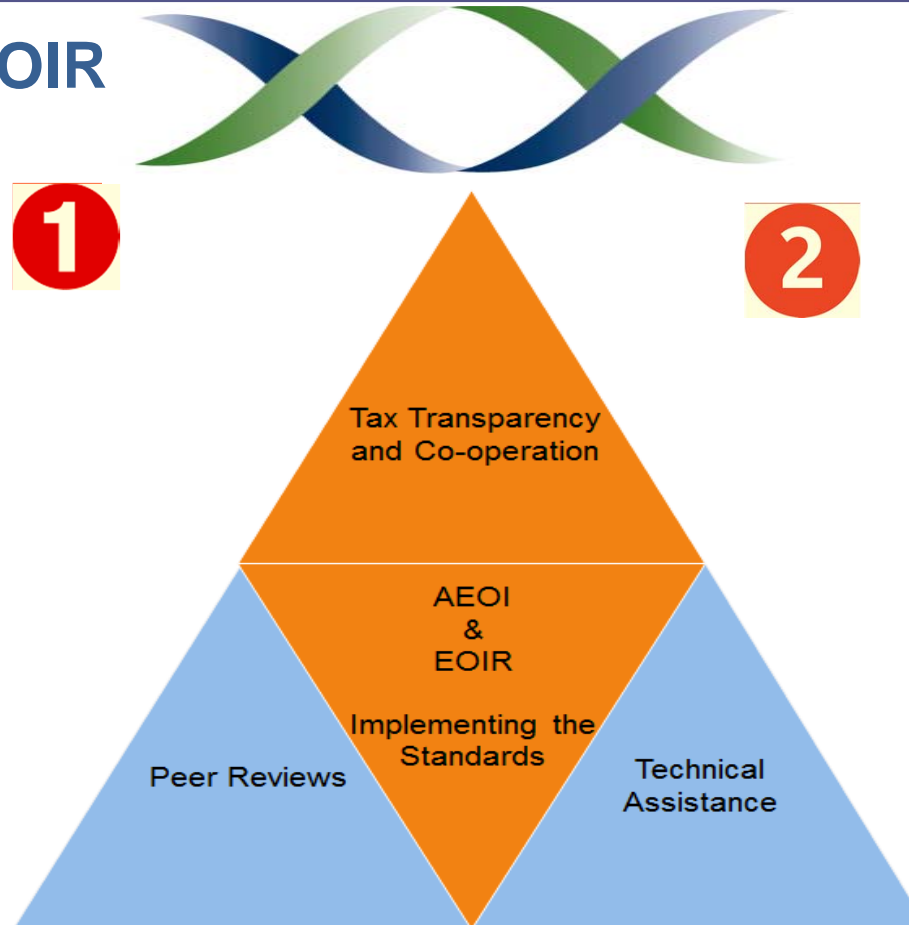 OIR
1
2
Tax Transparency
and Co-operation
AEOI
&
EOIR
Implementing the
Standards
Peer Reviews
Technical
Assistance